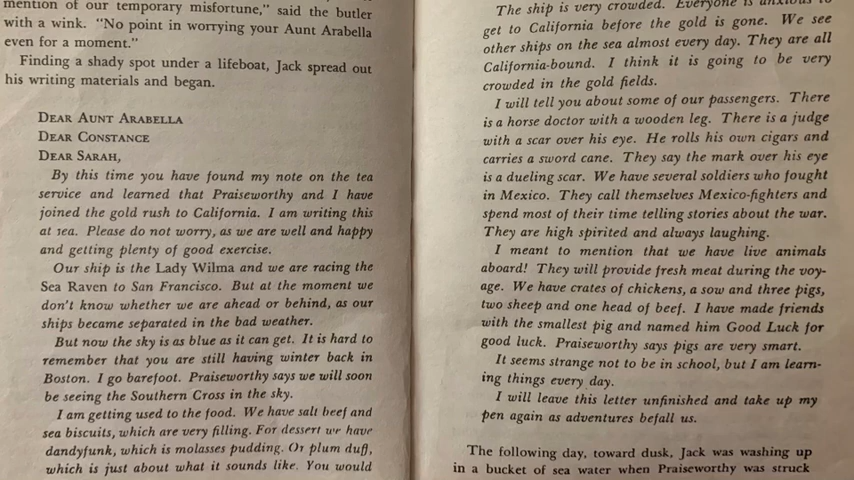 mention of our temporary misfortune," said the butler
with a wink. "No point in worrying your Aunt Arabella
even for a moment."
Finding a shady spot under a lifeboat, Jack spread out
his writing materials and began.
DEAR AUNT ARABELLA
DEAR CONSTANCE
DEAR SARAH,
By this time you have found my note on the tea
service and learned that Praiseworthy and I have
joined the gold rush to California. I am writing this
at sea. Please do not worry, as we are well and happy
and getting plenty of good exercise.
Our ship is the Lady Wilma and we are racing the
Sea Raven to San Francisco. But at the moment we
don't know whether we are ahead or behind, as our
ships became separated in the bad weather.
But now the sky is as blue as it can get. It is hard to
remember that you are still having winter back in
Boston. I go barefoot. Praiseworthy says we will soon
be seeing the Southern Cross in the sky.
I am getting used to the food. We have salt beef and
sea biscuits, which are very filling. For dessert we have
dandyfunk, which is molasses pudding. Or plum duff,
which is just about what it sounds like. You would
The ship is very crowded. Everyone is anxious to
get to California before the gold is gone. We see
other ships on the sea almost every day. They are all
California-bound. I think it is going to be very
crowded in the gold fields.
I will tell you about some of our passengers. There
is a horse doctor with a wooden leg. There is a judge
with a scar over his eye. He rolls his own cigars and
carries a sword cane. They say the mark over his eye
is a dueling scar. We have several soldiers who fought
in Mexico. They call themselves Mexico-fighters and
spend most of their time telling stories about the war.
They are high spirited and always laughing.
I meant to mention that we have live animals
aboard! They will provide fresh meat during the voy-
age. We have crates of chickens, a sow and three pigs,
two sheep and one head of beef. I have made friends
with the smallest pig and named him Good Luck for
good luck. Praiseworthy says pigs are very smart.
It seems strange not to be in school, but I am learn-
ing things every day.
I will leave this letter unfinished and take up my
pen again as adventures befall us.
The following day, toward dusk, Jack was washing up
in a bucket of sea water when Praiseworthy was struck